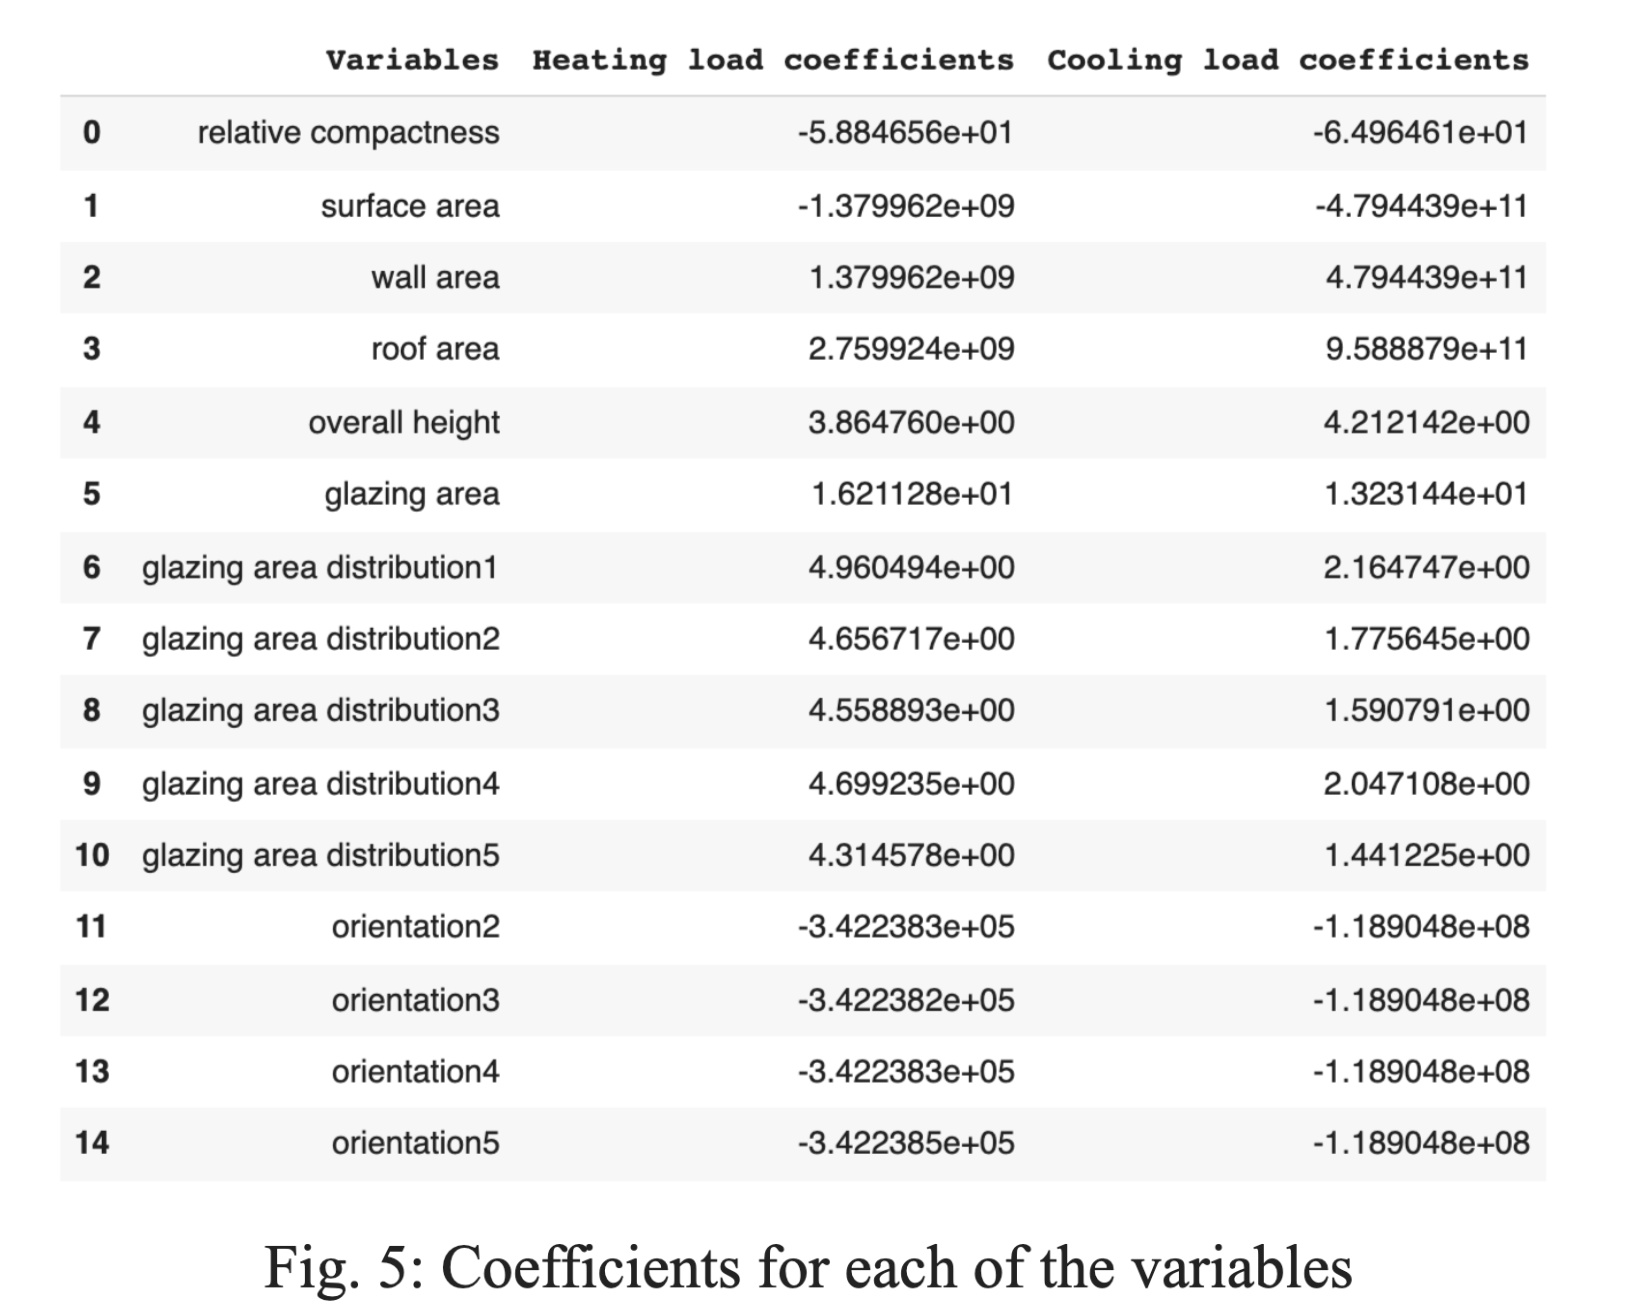 Variables Heating load coefficients Cooling load coefficients
0 relative compactness -5.884656e+01 -6.496461e+01
1 surface area -1.379962e+09 -4.794439e+11
2 wall area 1.379962e+09 4.794439e+11
3 roof area 2.759924e+09 9.588879e+11
4 overall height 3.864760e+00 4.212142e+00
5 glazing area 1.621128e+01 1.323144e+01
6 glazing area distribution1 4.960494e+00 2.164747e+00
7 glazing area distribution2 4.656717e+00 1.775645e+00
8 glazing area distribution3 4.558893e+00 1.590791e+00
9 glazing area distribution4 4.699235e+00 2.047108e+00
10 glazing area distribution5 4.314578e+00 1.441225e+00
11 orientation2 -3.422383e+05 -1.189048e+08
12 orientation3 -3.422382e+05 -1.189048e+08
13 orientation4 -3.422383e+05 -1.189048e+08
14 orientation5 -3.422385e+05 -1.189048e+08
Fig. 5: Coefficients for each of the variables